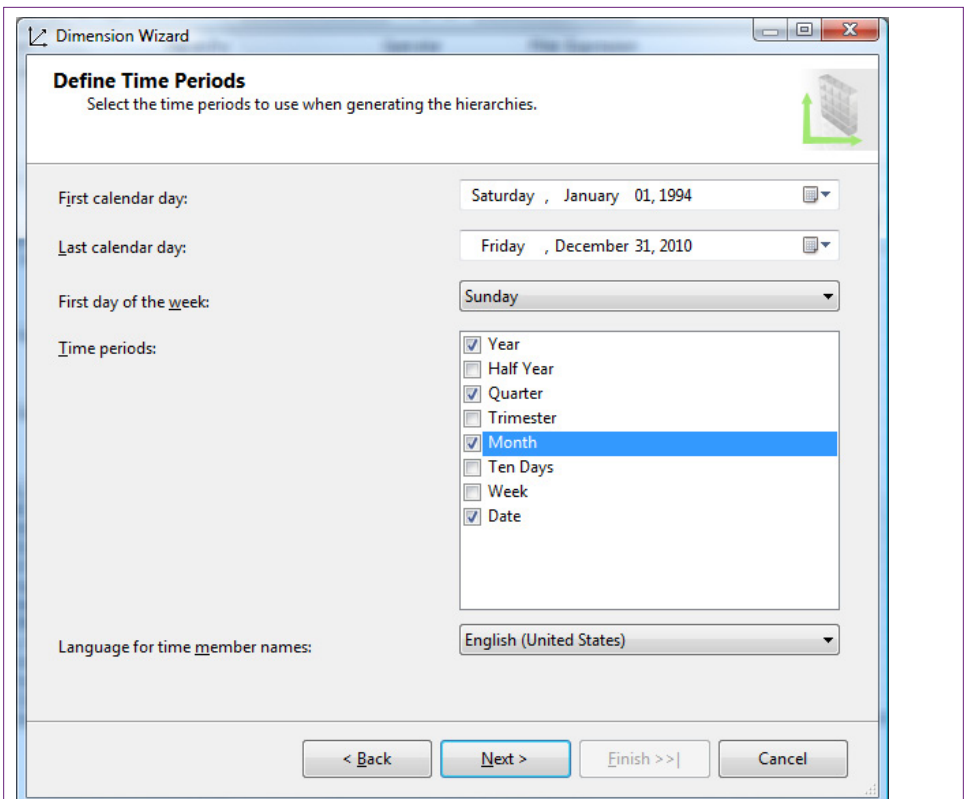 Dimension Wizard
Define Time Periods
Select the time periods to use when generating the hierarchies.
First calendar day:
Saturday , January 01, 1994
Last calendar day:
Friday , December 31, 2010
First day of the week:
Sunday
Time periods:
Year
Half Year
Quarter
Trimester
Month
Ten Days
Week
Date
Language for time member names:
English (United States)
< Back
Next >
Finish >>|
Cancel